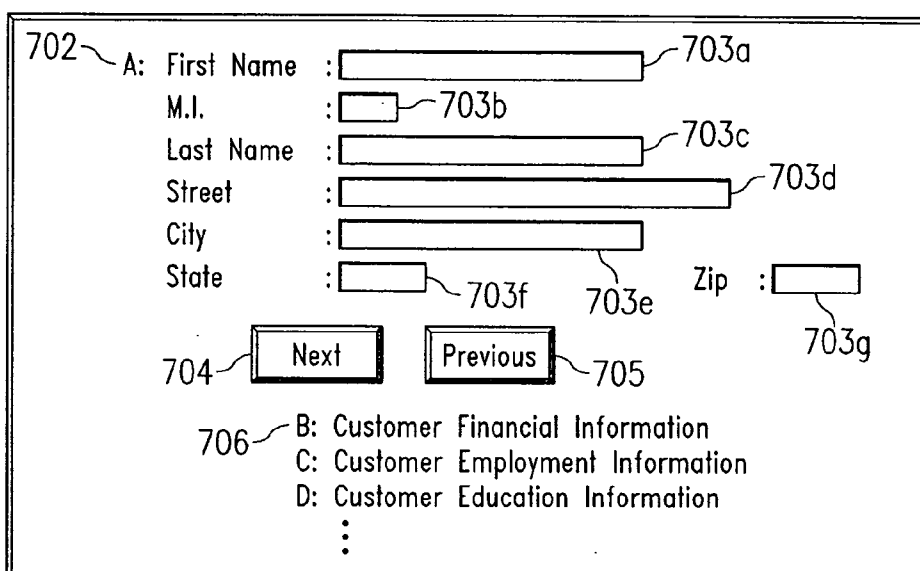 702 A: First Name : 703a
M.I. : 703b
Last Name : 703c
Street : 703d
City : 703e
State : 703f Zip : 703g
704 Next Previous 705
706 B: Customer Financial Information
C: Customer Employment Information
D: Customer Education Information